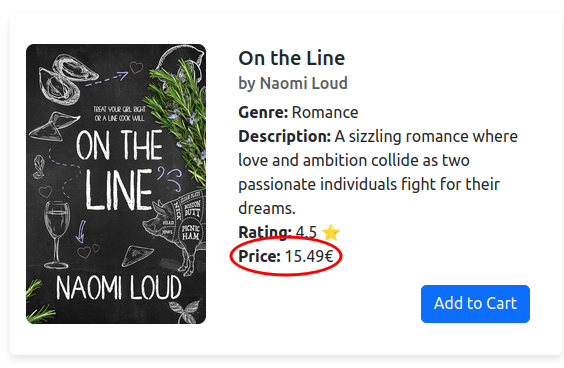 TREAT YOUR GIRL RIGHT
OR A LINE COOK WILL
ON THE
LINE
NAOMI LOUD
On the Line
by Naomi Loud
Genre: Romance
Description: A sizzling romance where
love and ambition collide as two
passionate individuals fight for their
dreams.
Rating: 4.5 ⭐
Price: 15.49€
Add to Cart
NECK
BOSTON
BUTT
HEAD
PICNIC
HAM